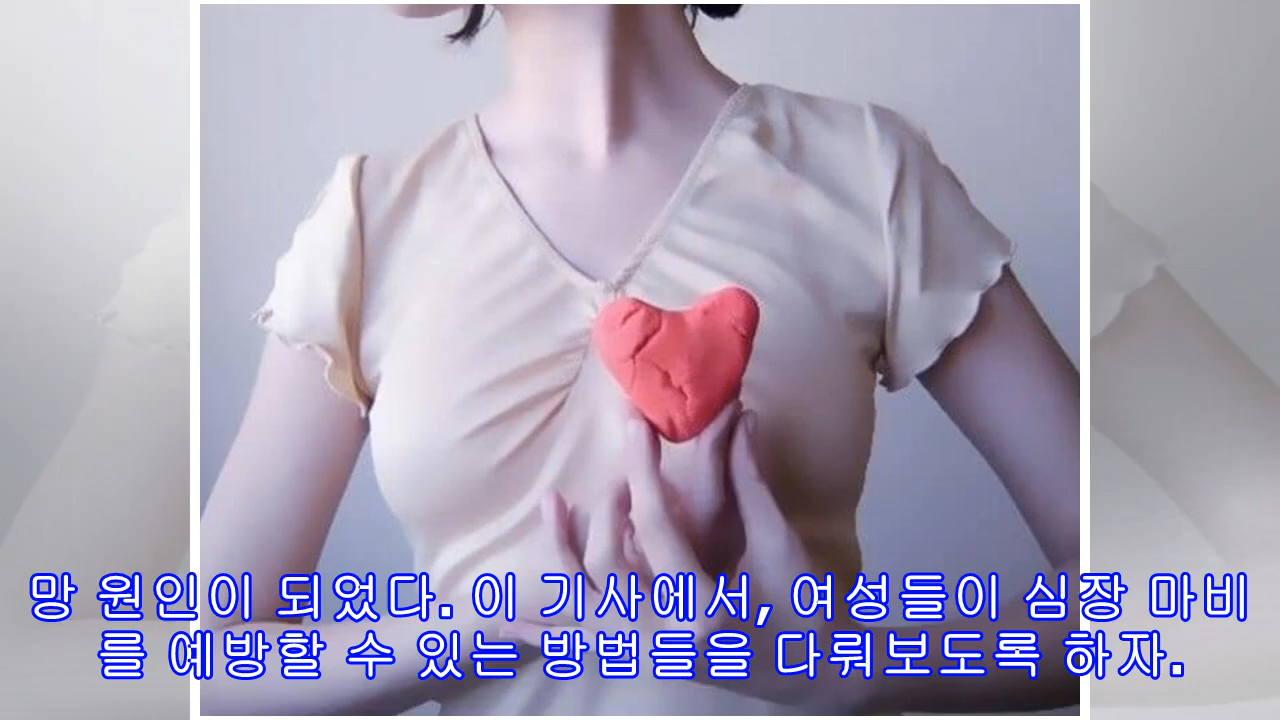 망 원인이 되었다. 이 기사에서, 여성들이 심장 마비
를 예방할 수 있는 방법들을 다뤄보도록 하자.